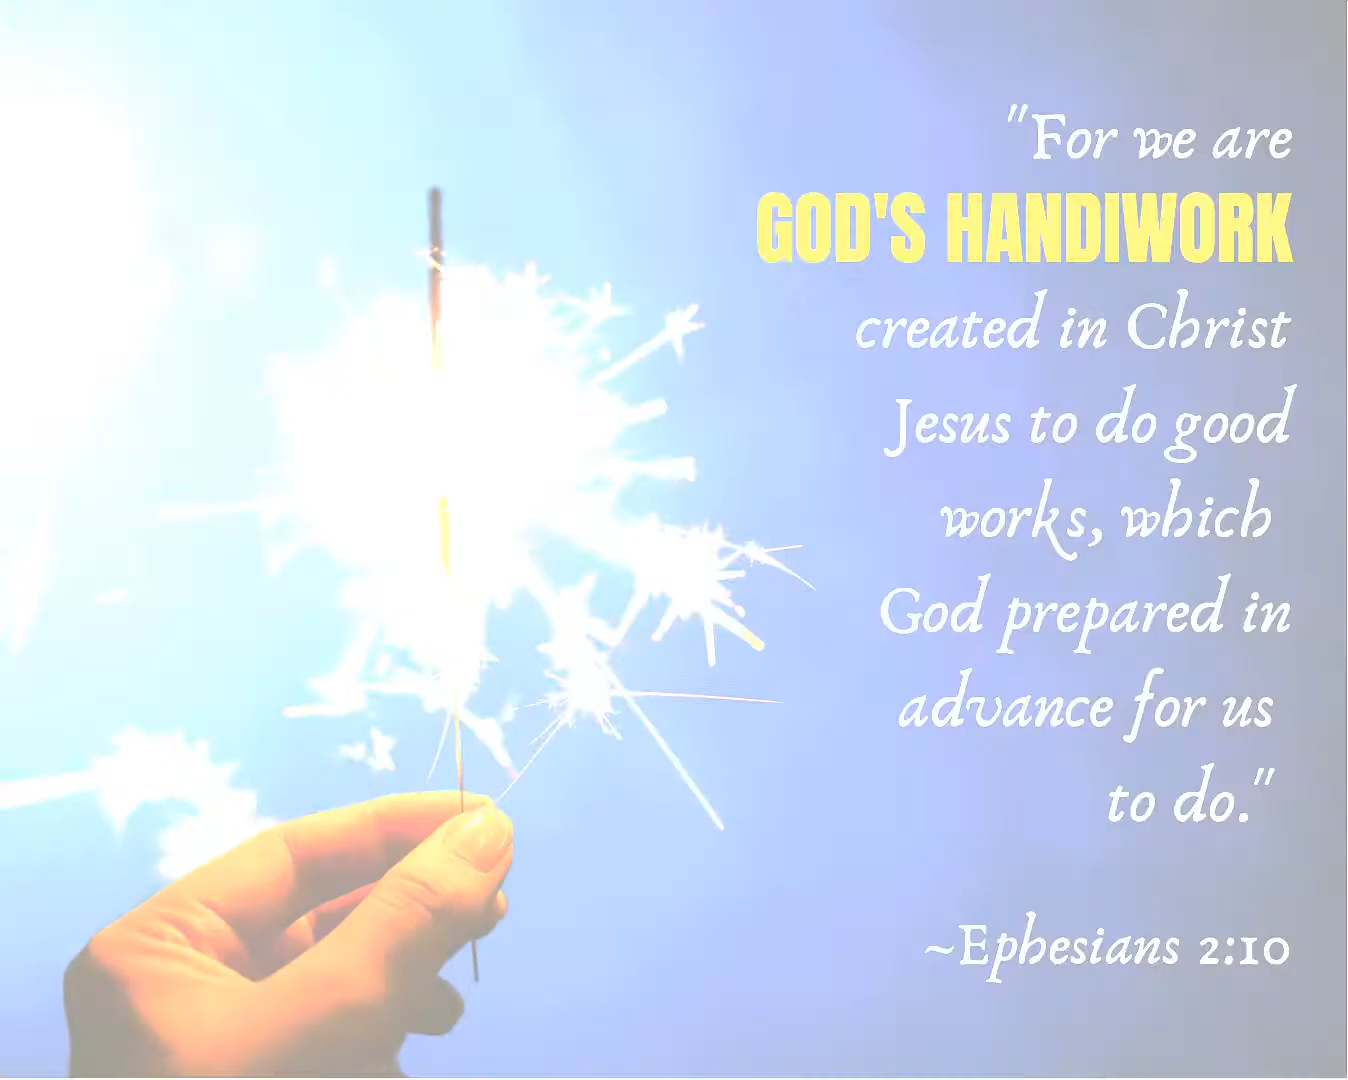 "For we are
GOD'S HANDIWORK
created in Christ
Jesus to do good
works, which
God prepared in
advance for us
to do."
~Ephesians 2:10